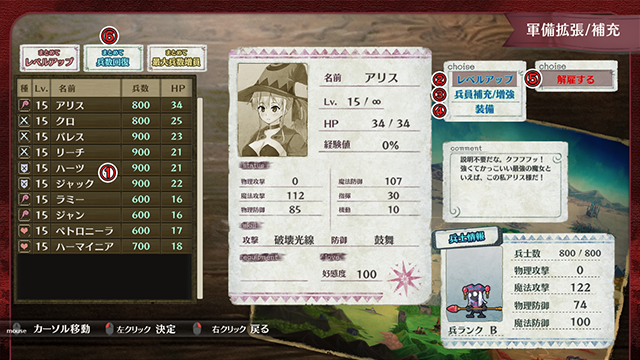 軍備拡張/補充
⑥
まとめて
レベルアップ
まとめて
兵数回復
まとめて
最大兵数増員
種 Lv. 名前 兵数 HP
15 アリス 800 34
15 クロ 800 25
15 パレス 900 23
15 リーチ 900 21
15 ハーツ 900 21
①
15 ジャック 900 22
15 ラミー 600 16
15 ジャン 600 16
15 ペトロニーラ 600 17
15 ハーマイニア 700 18
名前 アリス
Lv. 15 / ∞
HP 34 / 34
経験値 0%
status
物理攻撃 0 魔法防御 107
魔法攻撃 112 指揮 30
物理防御 85 機動 10
skill
攻撃 破壊光線 防御 鼓舞
equipment love
好感度 100
choise
② レベルアップ
③ 兵員補充/増強
④ 装備
choise
⑤ 解雇する
comment
説明不要だな。クフフフッ！
強くてかっこいい最強の魔女と
いえば、この私アリス様だ！
兵士情報
兵ランク B
兵士数 800 / 800
物理攻撃 0
魔法攻撃 122
物理防御 74
魔法防御 100
mouse カーソル移動 左クリック 決定 右クリック 戻る